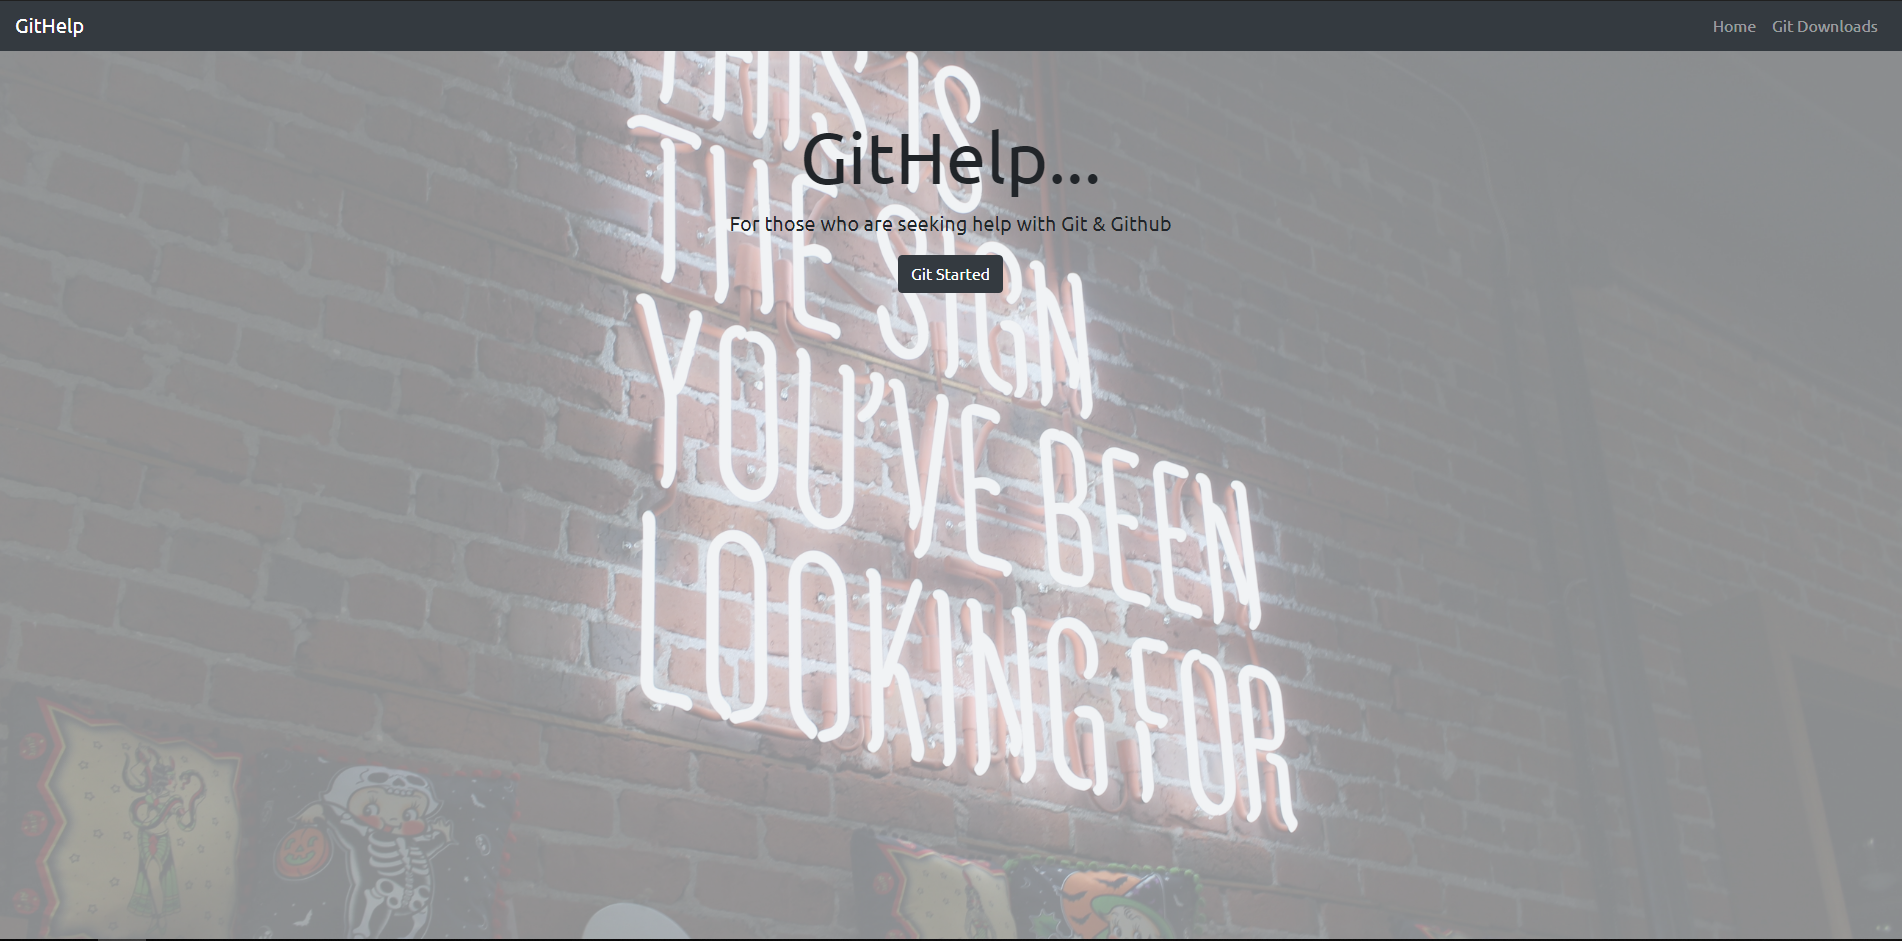 GitHelp
Home
Git Downloads
THIS IS
THE SIGN
YOU'VE BEEN
LOOKING FOR
GitHelp...
For those who are seeking help with Git & Github
Git Started